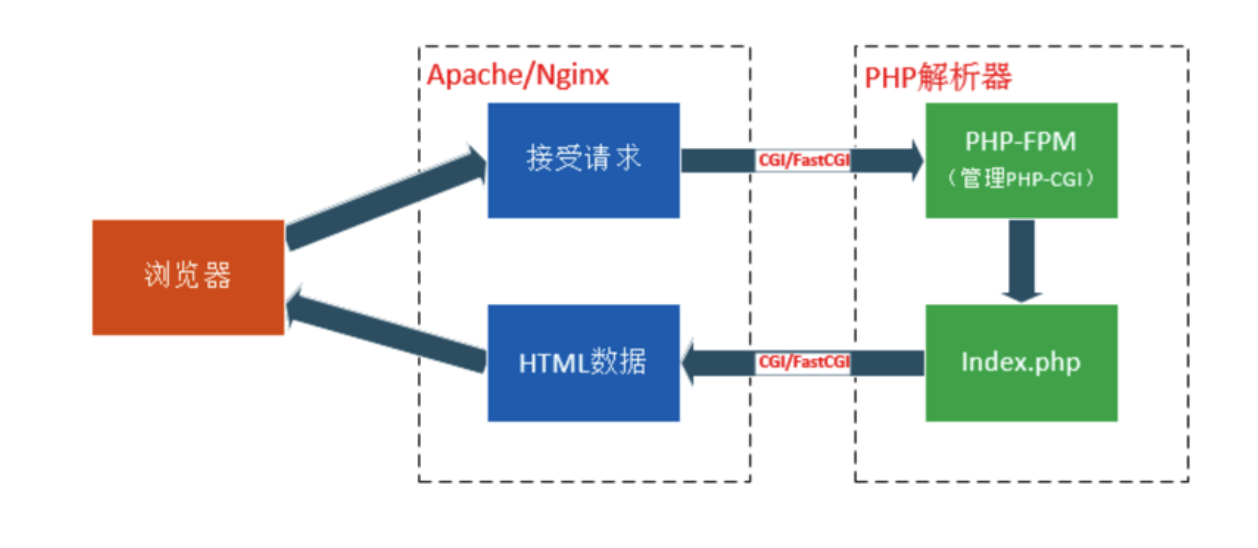 Apache/Nginx
PHP解析器
接受请求
CGI/FastCGI
PHP-FPM
（管理PHP-CGI）
浏览器
HTML数据
CGI/FastCGI
Index.php